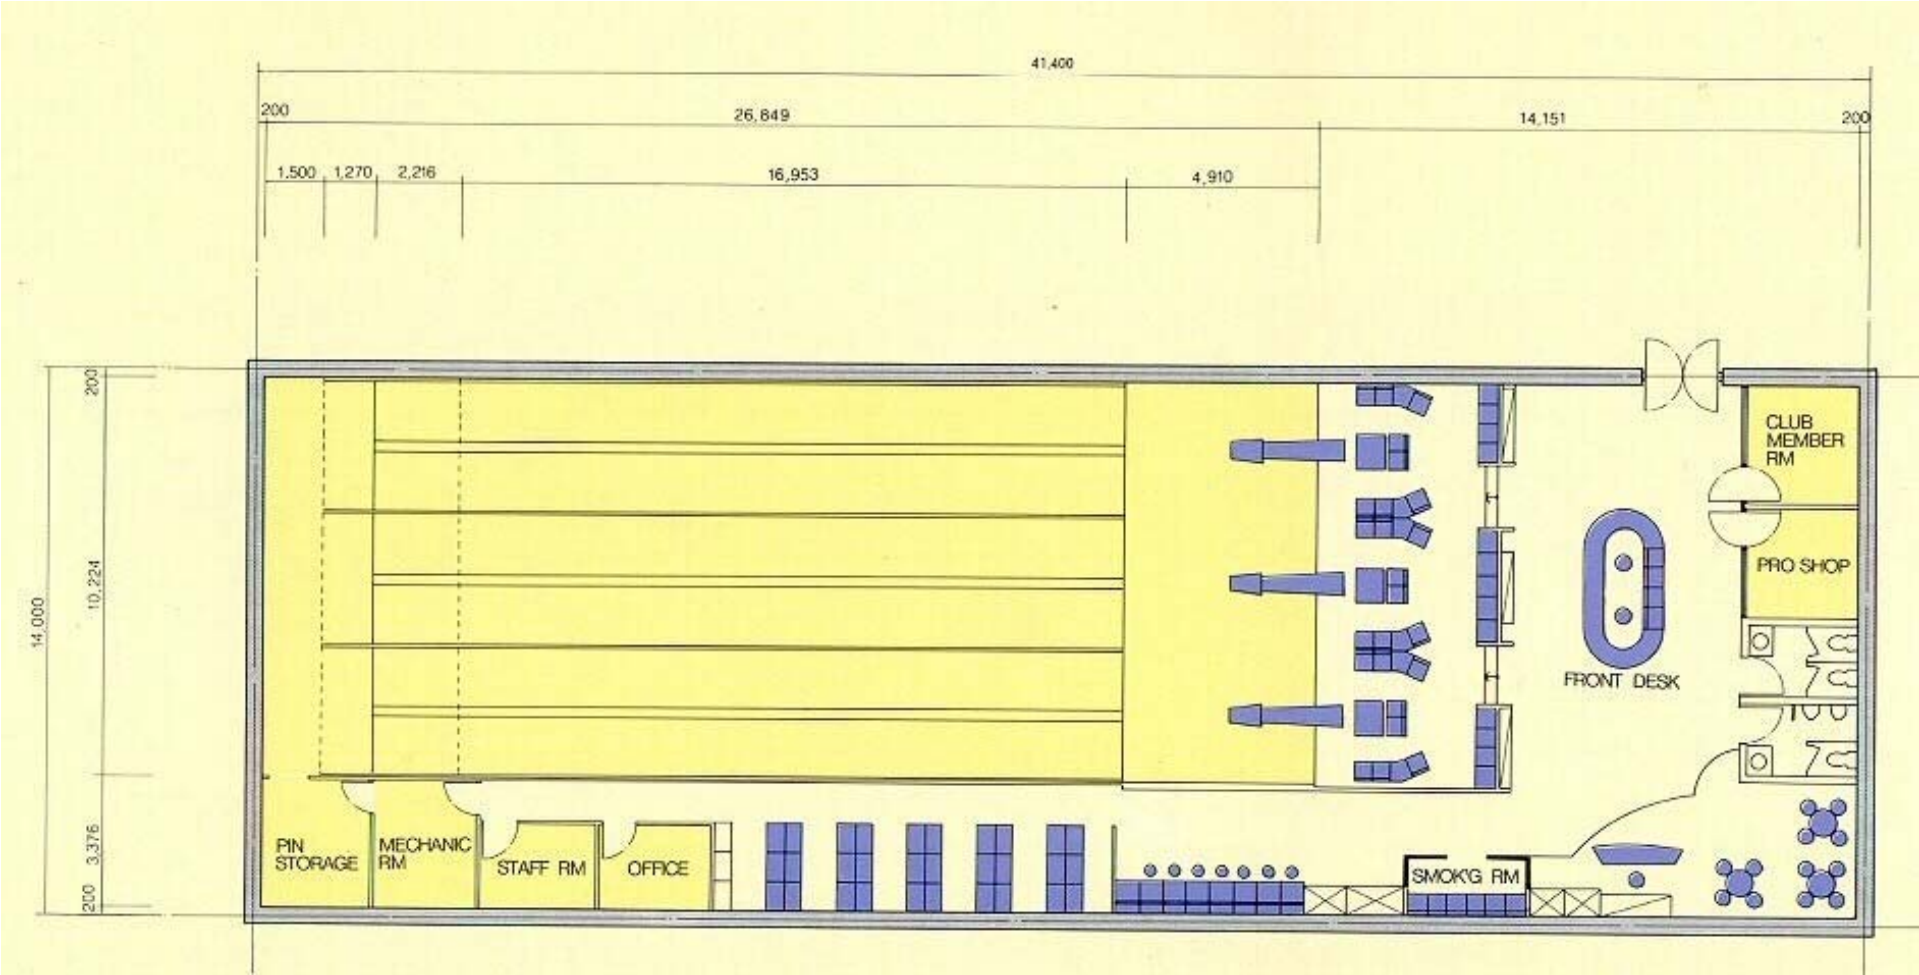 41,400
200
26,849
14,151
200
1,500
1,270
2,216
16,953
4,910
200
10,224
14,000
3,376
200
CLUB
MEMBER
RM
PRO SHOP
FRONT DESK
PIN
STORAGE
MECHANIC
RM
STAFF RM
OFFICE
SMOK'G RM